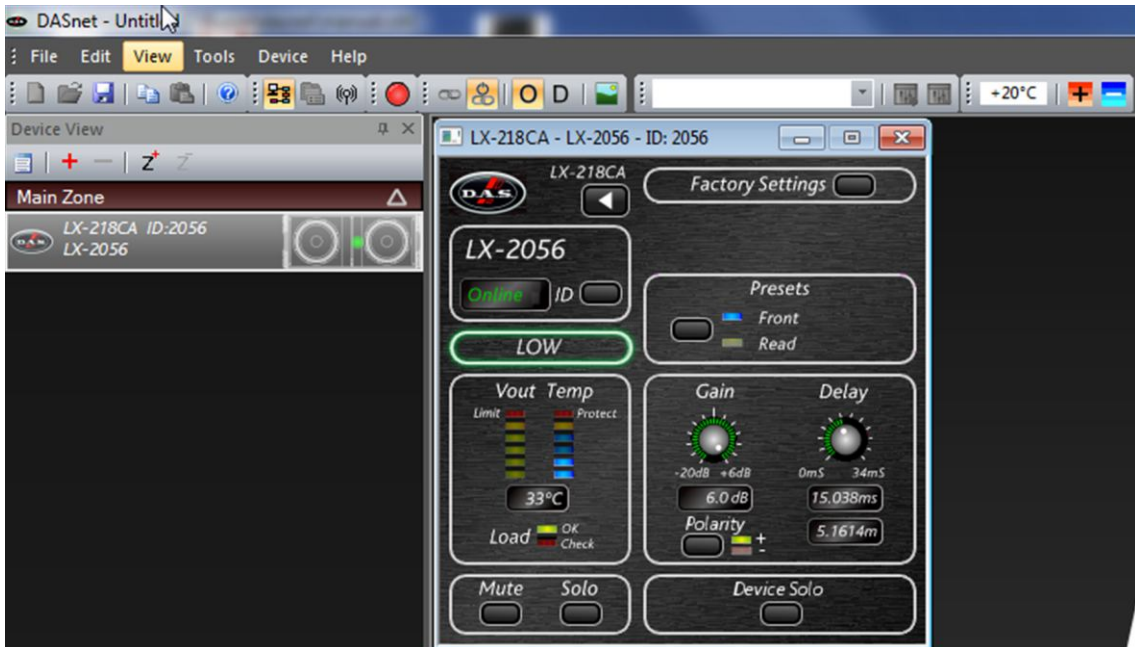 DASnet - Untitled
File Edit View Tools Device Help
O D +20°C
Device View
Z+ Z-
Main Zone
LX-218CA ID:2056
LX-2056
D.A.S.
LX-218CA - LX-2056 - ID: 2056
D.A.S.
LX-218CA
Factory Settings
LX-2056
Online ID
Presets
Front
Read
LOW
Vout Temp
Limit Protect
33°C
Load OK
Check
Gain Delay
-20dB +6dB 0mS 34mS
6.0 dB 15.038ms
Polarity + - 5.1614m
Mute Solo
Device Solo